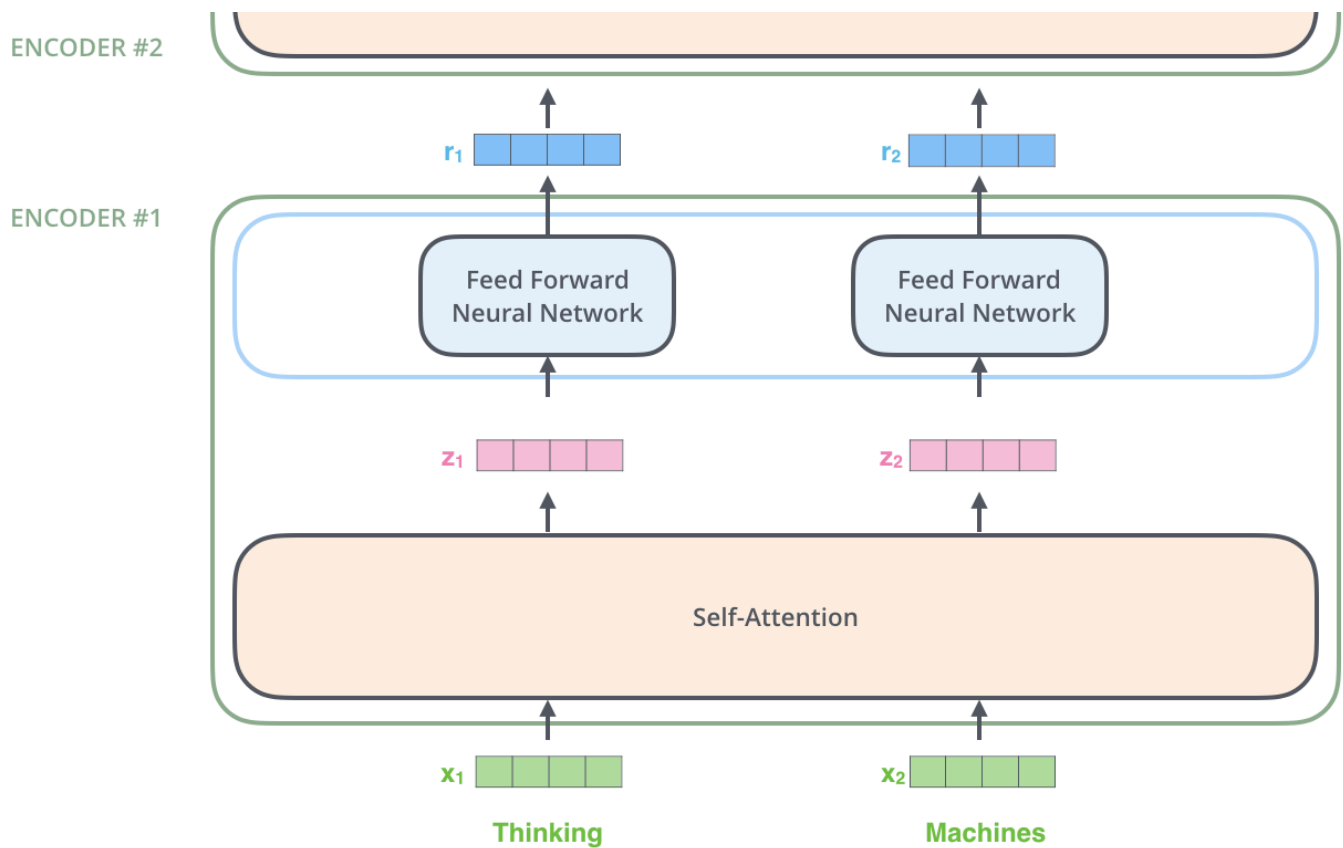 ENCODER #2
r₁
r₂
ENCODER #1
Feed Forward
Neural Network
Feed Forward
Neural Network
z₁
z₂
Self-Attention
x₁
x₂
Thinking
Machines